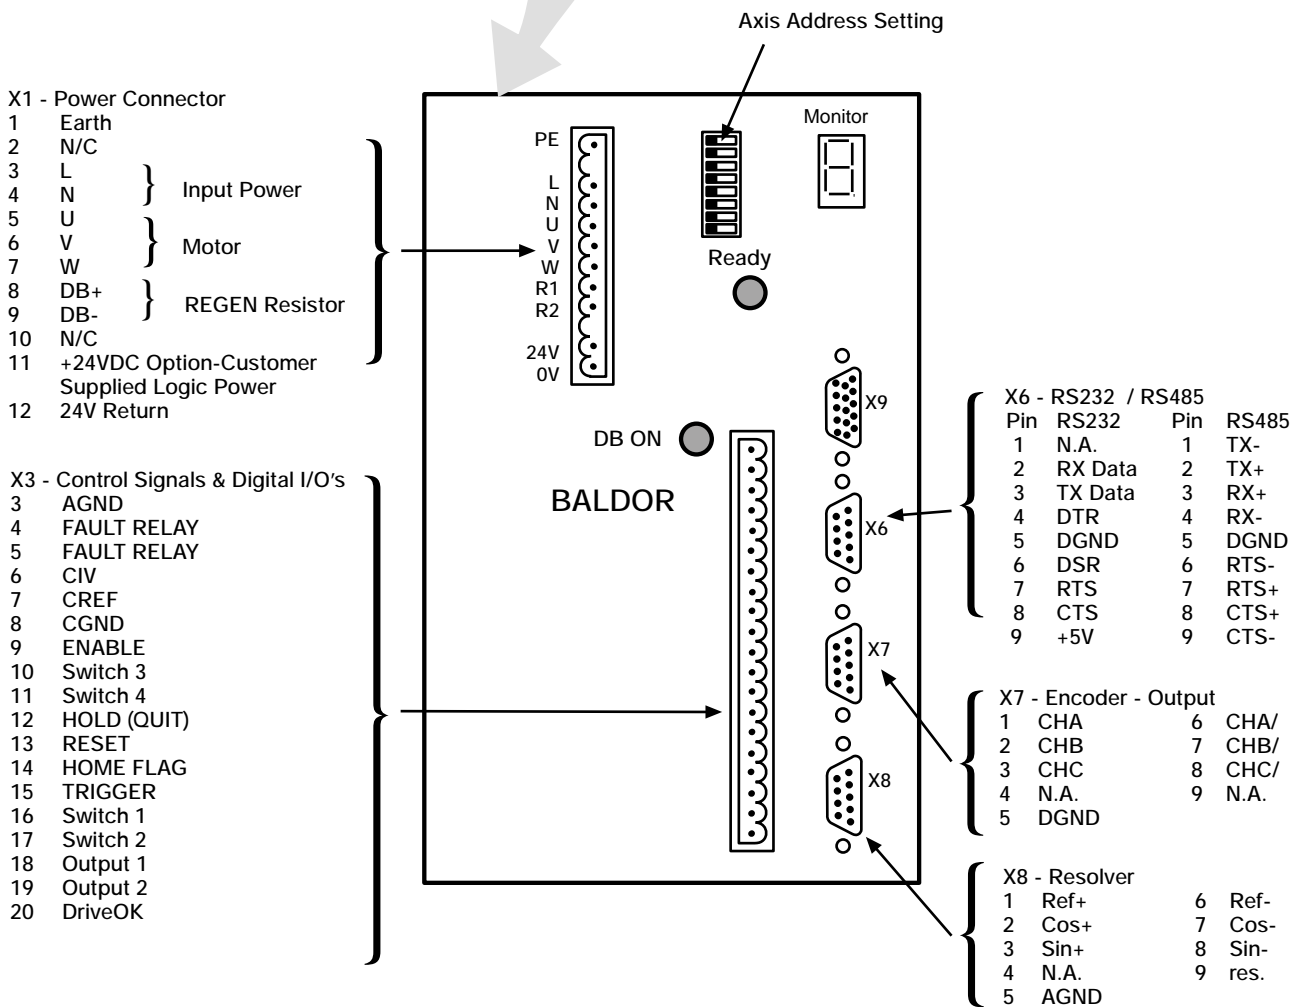 Axis Address Setting
X1 - Power Connector
1 Earth
2 N/C
3 L
4 N
Input Power
5 U
6 V
7 W
Motor
8 DB+
9 DB-
REGEN Resistor
10 N/C
11 +24VDC Option-Customer
Supplied Logic Power
12 24V Return
X3 - Control Signals & Digital I/O's
3 AGND
4 FAULT RELAY
5 FAULT RELAY
6 CIV
7 CREF
8 CGND
9 ENABLE
10 Switch 3
11 Switch 4
12 HOLD (QUIT)
13 RESET
14 HOME FLAG
15 TRIGGER
16 Switch 1
17 Switch 2
18 Output 1
19 Output 2
20 DriveOK
PE
L
N
U
V
W
R1
R2
24V
0V
Monitor
Ready
DB ON
BALDOR
X9
X6
X7
X8
X6 - RS232 / RS485
Pin RS232 Pin RS485
1 N.A. 1 TX-
2 RX Data 2 TX+
3 TX Data 3 RX+
4 DTR 4 RX-
5 DGND 5 DGND
6 DSR 6 RTS-
7 RTS 7 RTS+
8 CTS 8 CTS+
9 +5V 9 CTS-
X7 - Encoder - Output
1 CHA 6 CHA/
2 CHB 7 CHB/
3 CHC 8 CHC/
4 N.A. 9 N.A.
5 DGND
X8 - Resolver
1 Ref+ 6 Ref-
2 Cos+ 7 Cos-
3 Sin+ 8 Sin-
4 N.A. 9 res.
5 AGND